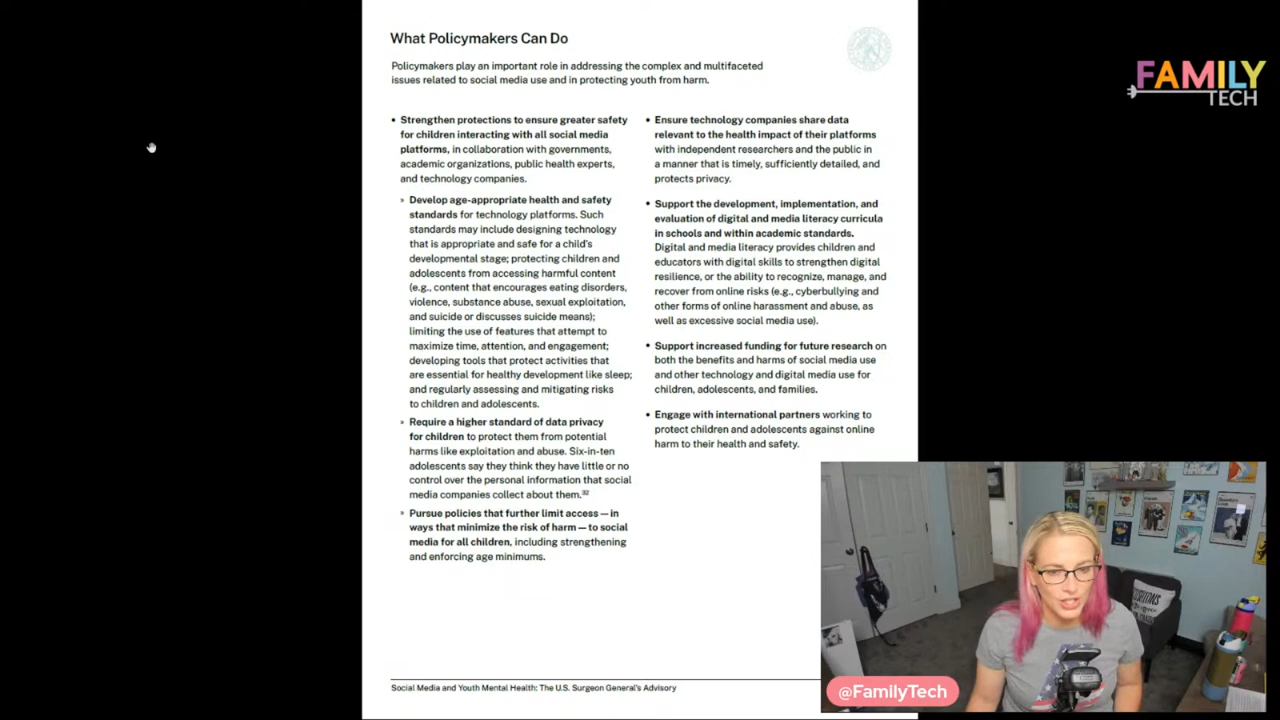 What Policymakers Can Do
Policymakers play an important role in addressing the complex and multifaceted
issues related to social media use and in protecting youth from harm.
• Strengthen protections to ensure greater safety
for children interacting with all social media
platforms, in collaboration with governments,
academic organizations, public health experts,
and technology companies.
» Develop age-appropriate health and safety
standards for technology platforms. Such
standards may include designing technology
that is appropriate and safe for a child's
developmental stage; protecting children and
adolescents from accessing harmful content
(e.g., content that encourages eating disorders,
violence, substance abuse, sexual exploitation,
and suicide or discusses suicide means);
limiting the use of features that attempt to
maximize time, attention, and engagement;
developing tools that protect activities that
are essential for healthy development like sleep;
and regularly assessing and mitigating risks
to children and adolescents.
» Require a higher standard of data privacy
for children to protect them from potential
harms like exploitation and abuse. Six-in-ten
adolescents say they think they have little or no
control over the personal information that social
media companies collect about them.³²
» Pursue policies that further limit access—in
ways that minimize the risk of harm—to social
media for all children, including strengthening
and enforcing age minimums.
• Ensure technology companies share data
relevant to the health impact of their platforms
with independent researchers and the public in
a manner that is timely, sufficiently detailed, and
protects privacy.
• Support the development, implementation, and
evaluation of digital and media literacy curricula
in schools and within academic standards.
Digital and media literacy provides children and
educators with digital skills to strengthen digital
resilience, or the ability to recognize, manage, and
recover from online risks (e.g., cyberbullying and
other forms of online harassment and abuse, as
well as excessive social media use).
• Support increased funding for future research on
both the benefits and harms of social media use
and other technology and digital media use for
children, adolescents, and families.
• Engage with international partners working to
protect children and adolescents against online
harm to their health and safety.
Social Media and Youth Mental Health: The U.S. Surgeon General's Advisory
FAMILY
TECH
@FamilyTech